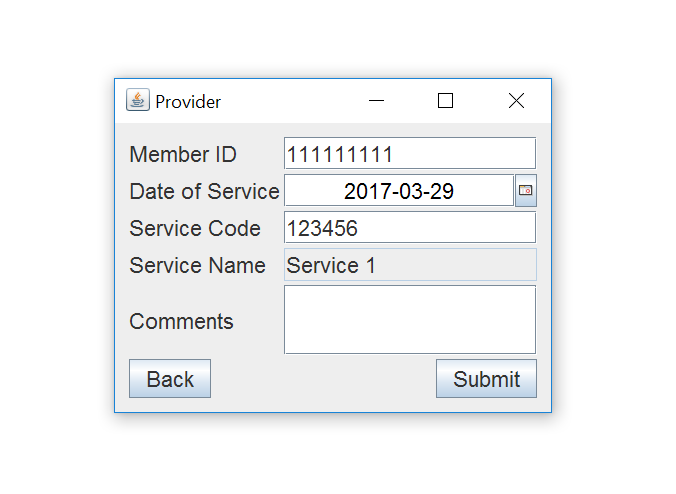 Provider
Member ID 111111111
Date of Service 2017-03-29
Service Code 123456
Service Name Service 1
Comments
Back Submit